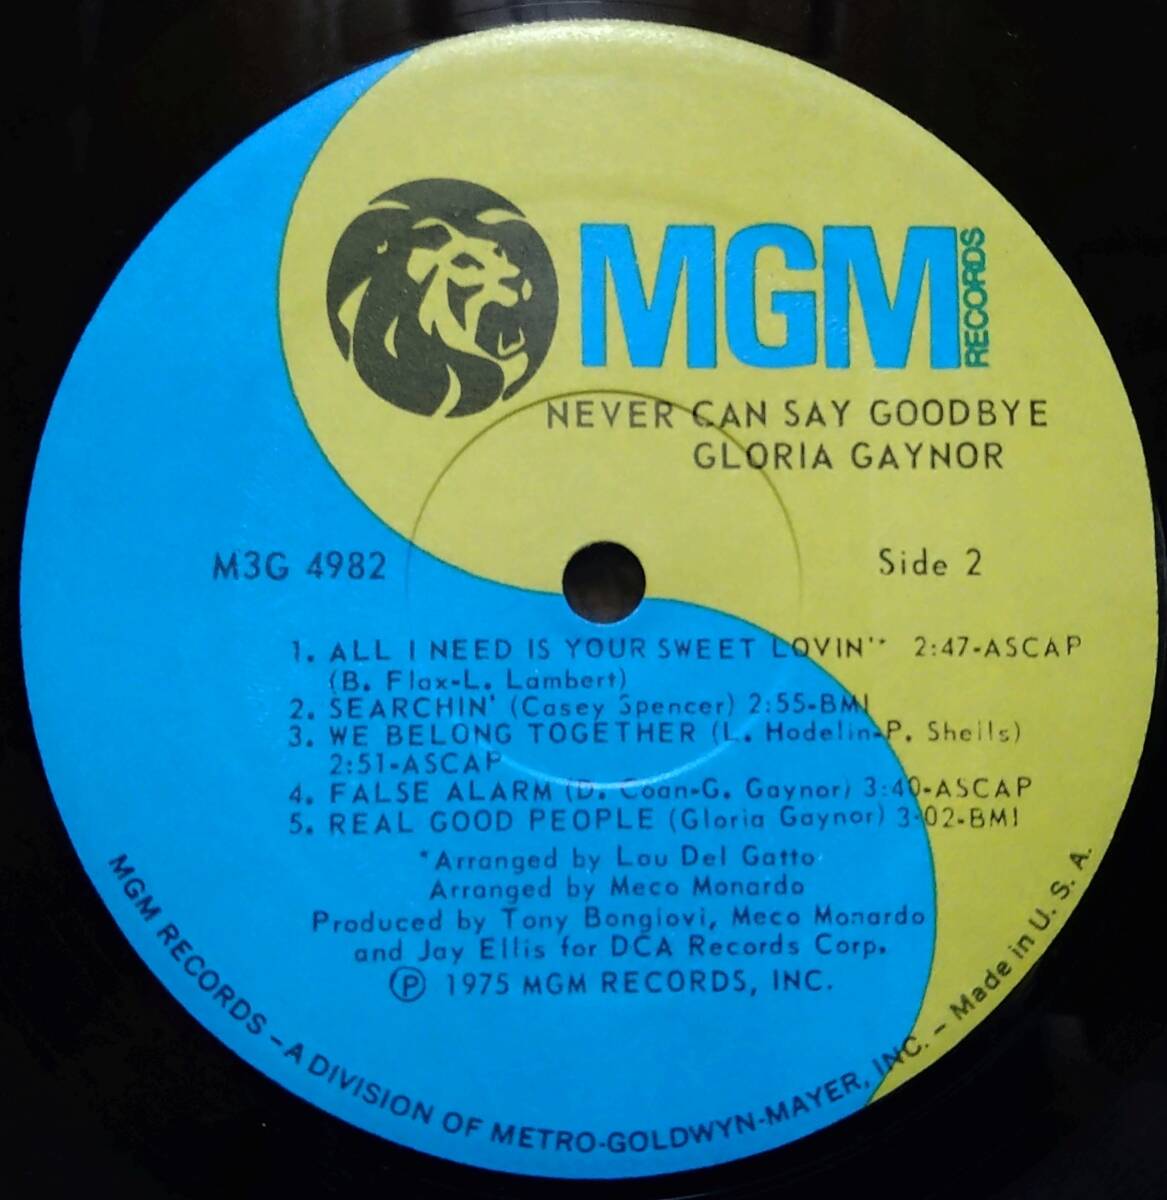 MGM RECORDS
NEVER CAN SAY GOODBYE
GLORIA GAYNOR
M3G 4982
Side 2
1. ALL I NEED IS YOUR SWEET LOVIN'* 2:47-ASCAP
(B. Flax-L. Lambert)
2. SEARCHIN' (Casey Spencer) 2:55-BMI
3. WE BELONG TOGETHER (L. Hodelin-P. Sheils)
2:51-ASCAP
4. FALSE ALARM (D. Coan-G. Gaynor) 3:40-ASCAP
5. REAL GOOD PEOPLE (Gloria Gaynor) 3:02-BMI
*Arranged by Lou Del Gatto
Arranged by Meco Monardo
Produced by Tony Bongiovi, Meco Monardo
and Jay Ellis for DCA Records Corp.
Ⓟ 1975 MGM RECORDS, INC.
MGM RECORDS – A DIVISION OF METRO-GOLDWYN-MAYER, INC. – Made in U. S. A.